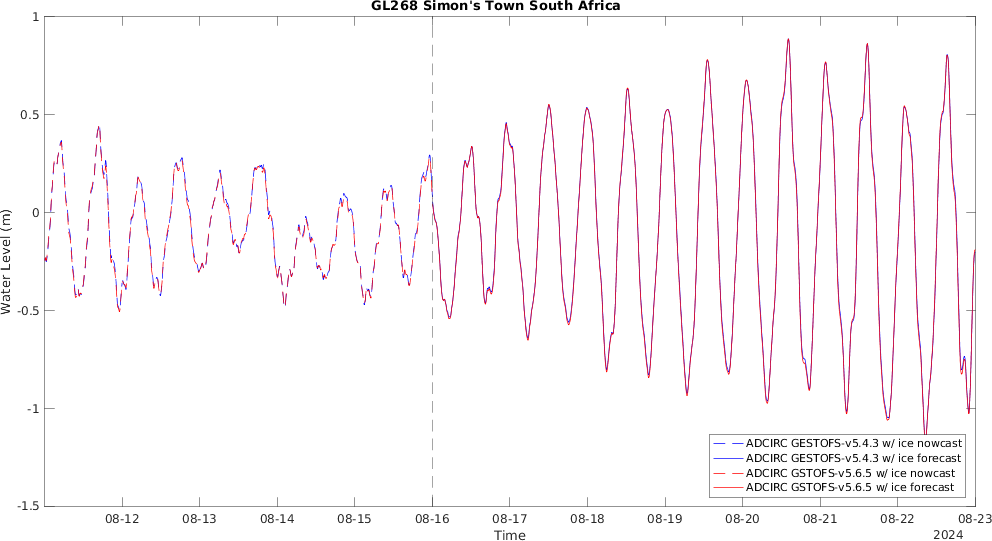 GL268 Simon's Town South Africa
1
0.5
0
-0.5
-1
-1.5
Water Level (m)
ADCIRC GESTOFS-v5.4.3 w/ ice nowcast
ADCIRC GESTOFS-v5.4.3 w/ ice forecast
ADCIRC GSTOFS-v5.6.5 w/ ice nowcast
ADCIRC GSTOFS-v5.6.5 w/ ice forecast
08-12 08-13 08-14 08-15 08-16 08-17 08-18 08-19 08-20 08-21 08-22 08-23
Time
2024